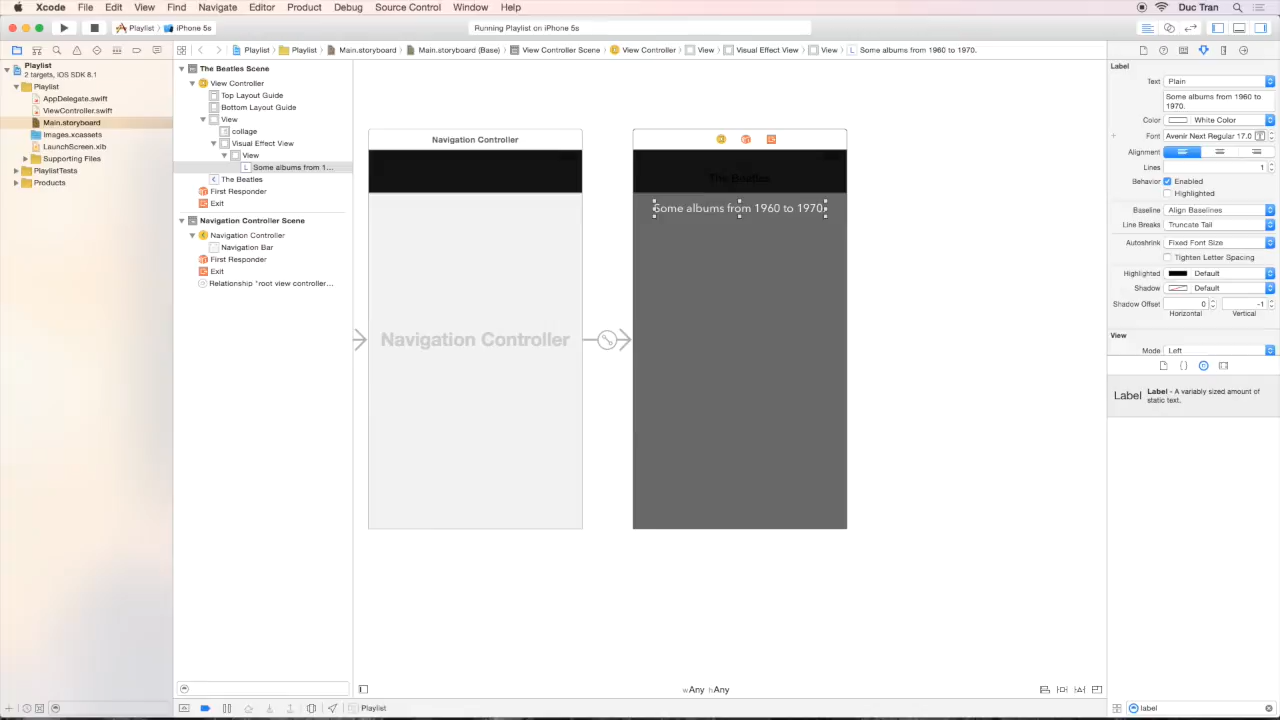 Xcode File Edit View Find Navigate Editor Product Debug Source Control Window Help Duc Tran
Playlist iPhone 5s Running Playlist on iPhone 5s
Playlist Playlist Main.storyboard Main.storyboard (Base) View Controller Scene View Controller View Visual Effect View View L Some albums from 1960 to 1970.
Playlist
2 targets, iOS SDK 8.1
Playlist
AppDelegate.swift
ViewController.swift
Main.storyboard
Images.xcassets
LaunchScreen.xib
Supporting Files
PlaylistTests
Products
The Beatles Scene
View Controller
Top Layout Guide
Bottom Layout Guide
View
collage
Visual Effect View
View
L Some albums from 1...
The Beatles
First Responder
Exit
Navigation Controller Scene
Navigation Controller
Navigation Bar
First Responder
Exit
Relationship "root view controller...
Navigation Controller
Navigation Controller
The Beatles
Some albums from 1960 to 1970.
wAny hAny
Playlist
Label
Text Plain
Some albums from 1960 to
1970.
Color White Color
Font Avenir Next Regular 17.0
Alignment
Lines 1
Behavior Enabled
Highlighted
Baseline Align Baselines
Line Breaks Truncate Tail
Autoshrink Fixed Font Size
Tighten Letter Spacing
Highlighted Default
Shadow Default
Shadow Offset 0 -1
Horizontal Vertical
View
Mode Left
Label Label - A variably sized amount of
static text.
label